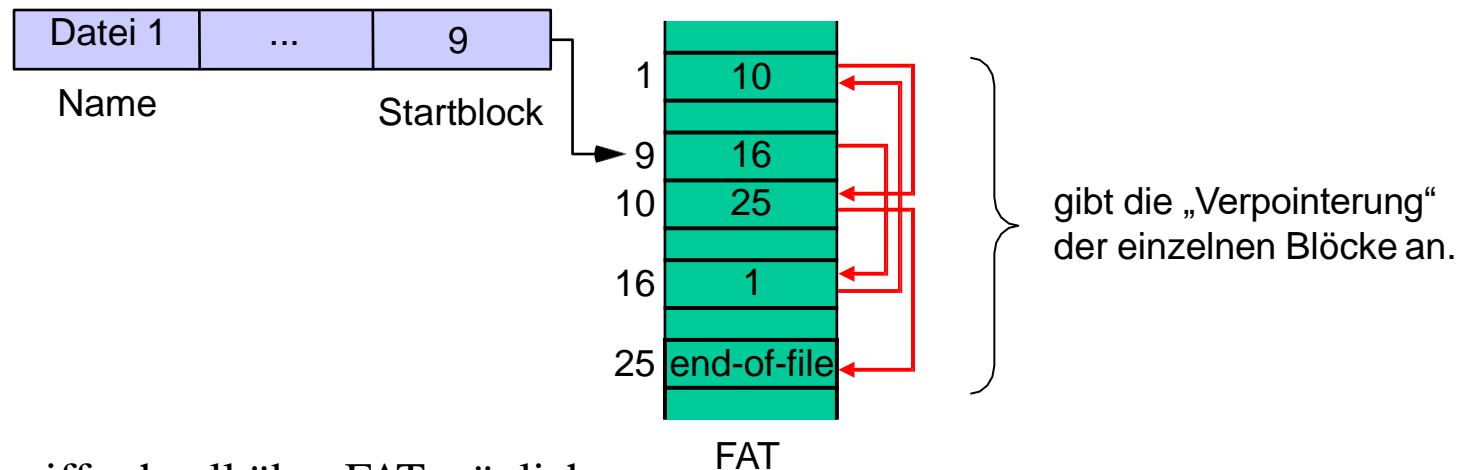 Datei 1 ... 9
Name Startblock
1 10
9 16
10 25
16 1
25 end-of-file
FAT
gibt die „Verpointerung“
der einzelnen Blöcke an.